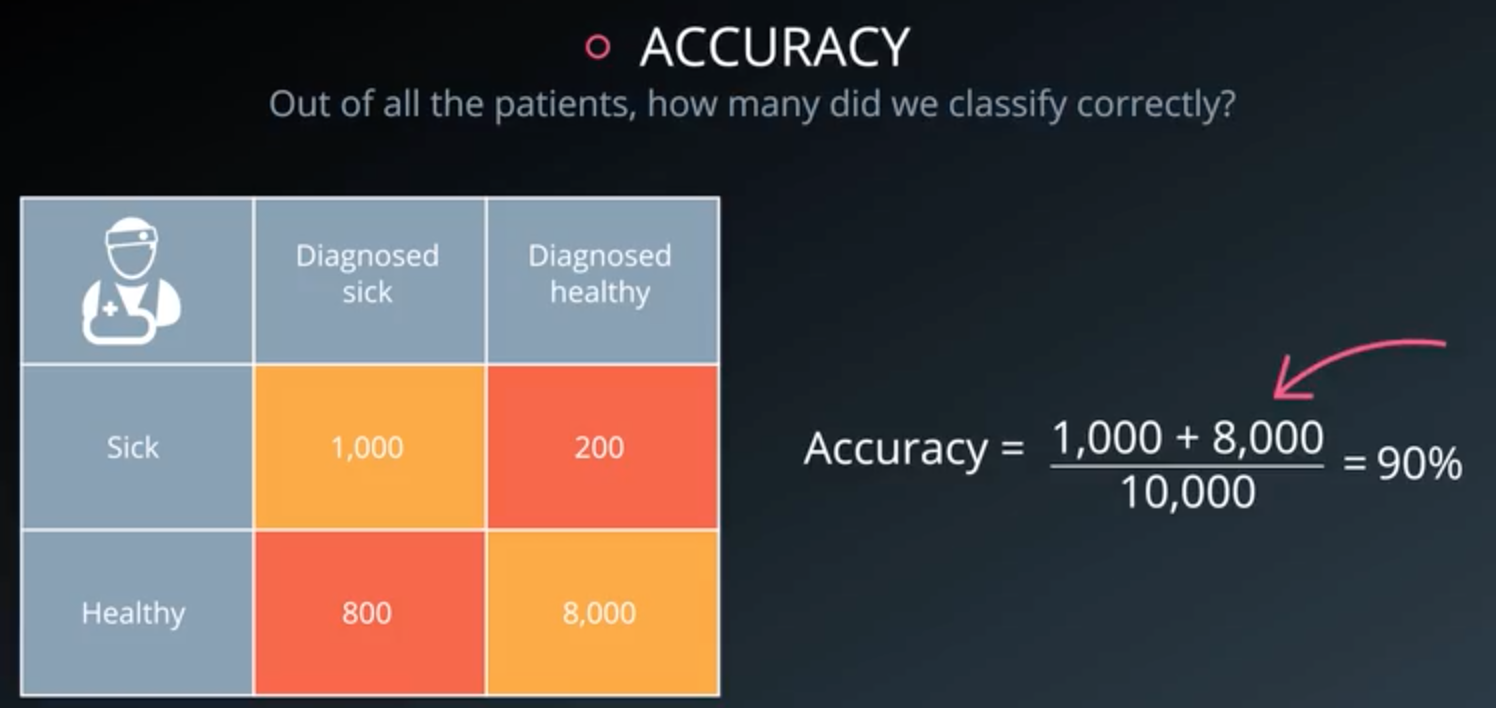 ACCURACY
Out of all the patients, how many did we classify correctly?
Diagnosed sick
Diagnosed healthy
Sick
1,000
200
Healthy
800
8,000
Accuracy = 1,000 + 8,000 / 10,000 = 90%